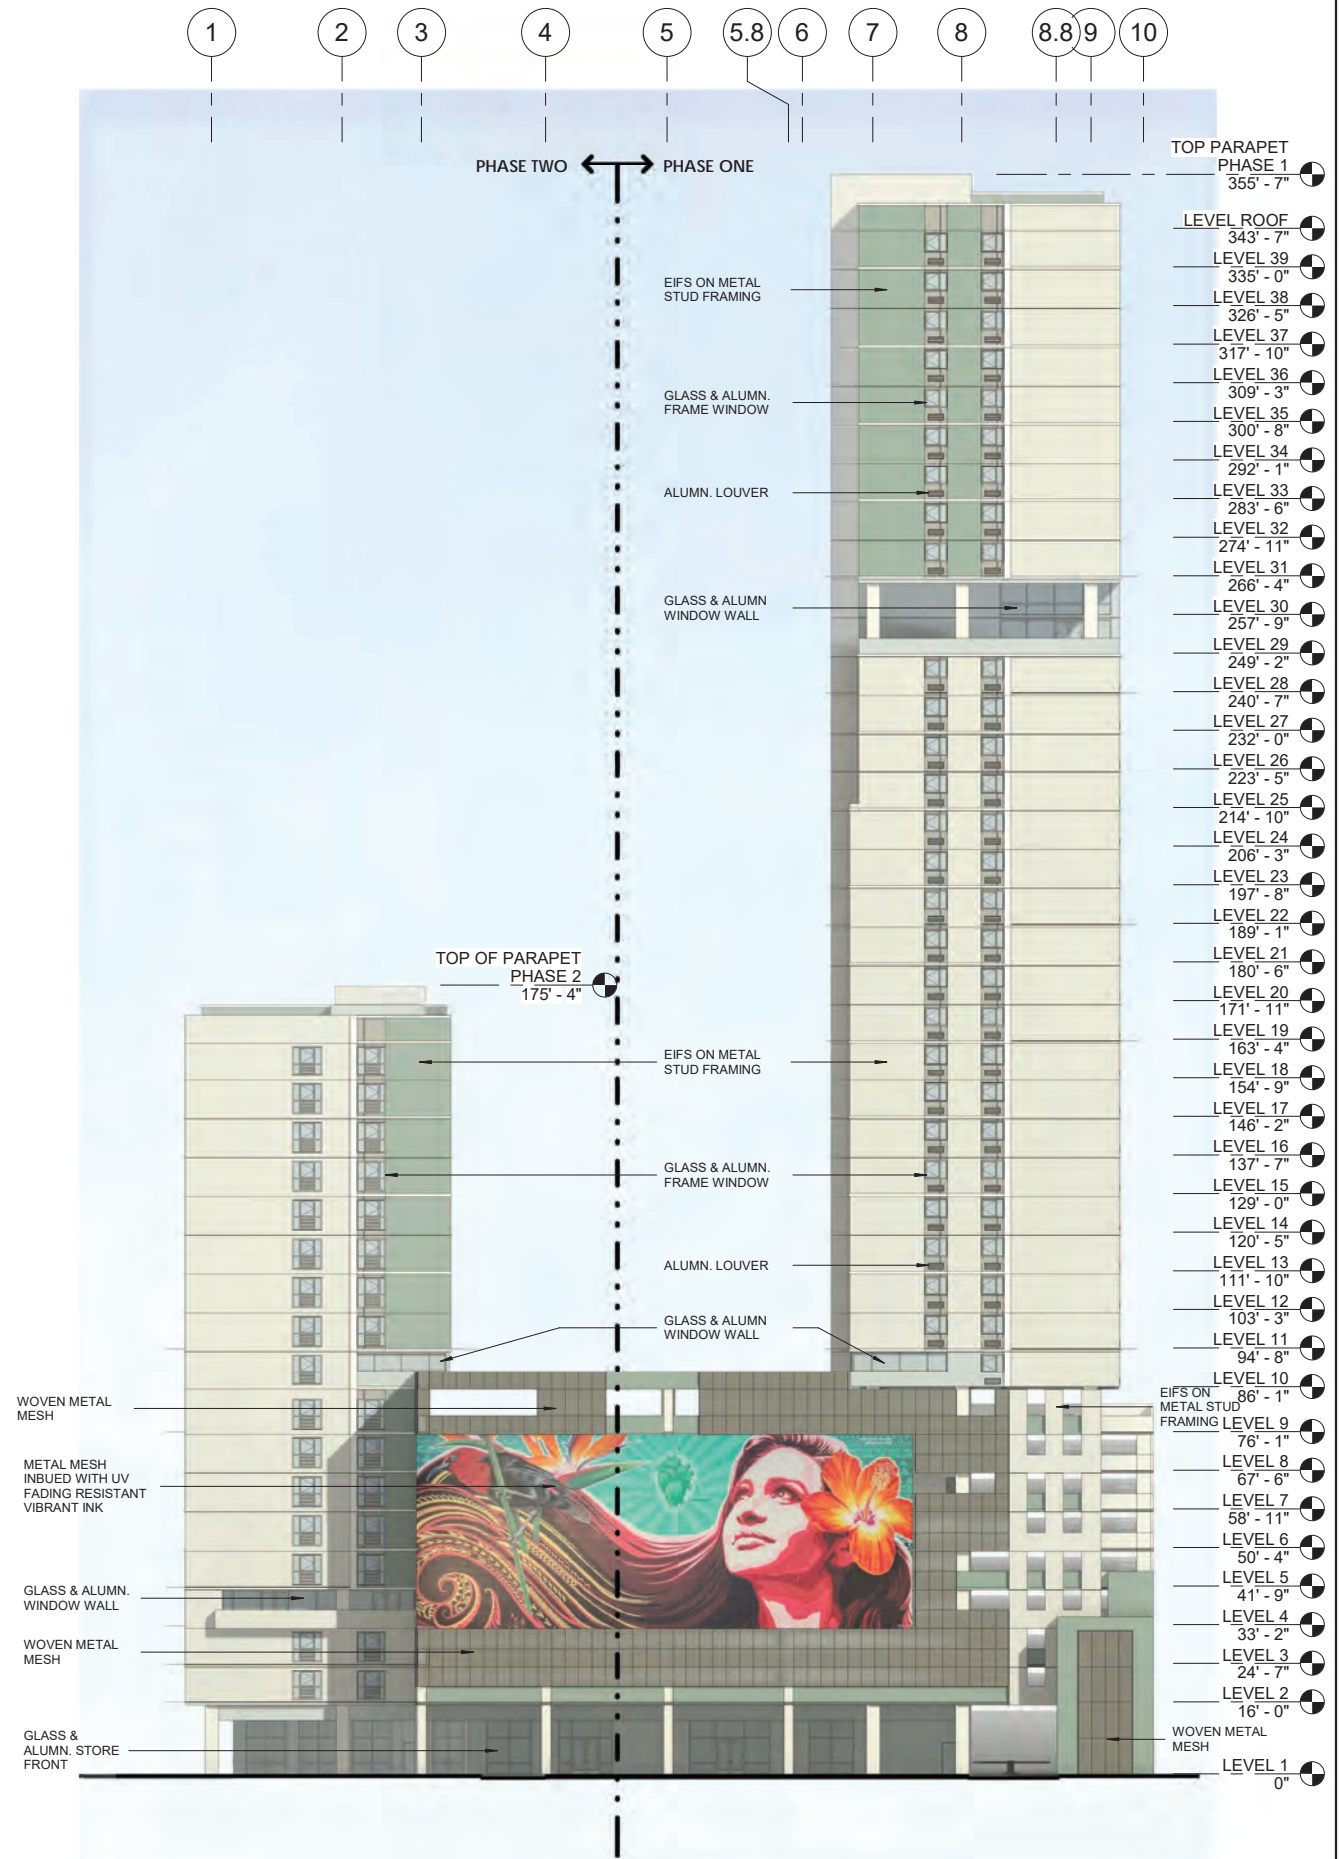 1
2
3
4
5
5.8
6
7
8
8.8
9
10
PHASE TWO
PHASE ONE
TOP PARAPET
PHASE 1
355' - 7"
LEVEL ROOF
343' - 7"
LEVEL 39
335' - 0"
LEVEL 38
326' - 5"
LEVEL 37
317' - 10"
LEVEL 36
309' - 3"
LEVEL 35
300' - 8"
LEVEL 34
292' - 1"
LEVEL 33
283' - 6"
LEVEL 32
274' - 11"
LEVEL 31
266' - 4"
LEVEL 30
257' - 9"
LEVEL 29
249' - 2"
LEVEL 28
240' - 7"
LEVEL 27
232' - 0"
LEVEL 26
223' - 5"
LEVEL 25
214' - 10"
LEVEL 24
206' - 3"
LEVEL 23
197' - 8"
LEVEL 22
189' - 1"
LEVEL 21
180' - 6"
LEVEL 20
171' - 11"
LEVEL 19
163' - 4"
LEVEL 18
154' - 9"
LEVEL 17
146' - 2"
LEVEL 16
137' - 7"
LEVEL 15
129' - 0"
LEVEL 14
120' - 5"
LEVEL 13
111' - 10"
LEVEL 12
103' - 3"
LEVEL 11
94' - 8"
LEVEL 10
86' - 1"
LEVEL 9
76' - 1"
LEVEL 8
67' - 6"
LEVEL 7
58' - 11"
LEVEL 6
50' - 4"
LEVEL 5
41' - 9"
LEVEL 4
33' - 2"
LEVEL 3
24' - 7"
LEVEL 2
16' - 0"
LEVEL 1
0"
EIFS ON METAL
STUD FRAMING
GLASS & ALUMN.
FRAME WINDOW
ALUMN. LOUVER
GLASS & ALUMN
WINDOW WALL
TOP OF PARAPET
PHASE 2
175' - 4"
EIFS ON METAL
STUD FRAMING
GLASS & ALUMN.
FRAME WINDOW
ALUMN. LOUVER
GLASS & ALUMN
WINDOW WALL
EIFS ON
METAL STUD
FRAMING
WOVEN METAL
MESH
WOVEN METAL
MESH
METAL MESH
INBUED WITH UV
FADING RESISTANT
VIBRANT INK
GLASS & ALUMN.
WINDOW WALL
WOVEN METAL
MESH
GLASS &
ALUMN. STORE
FRONT